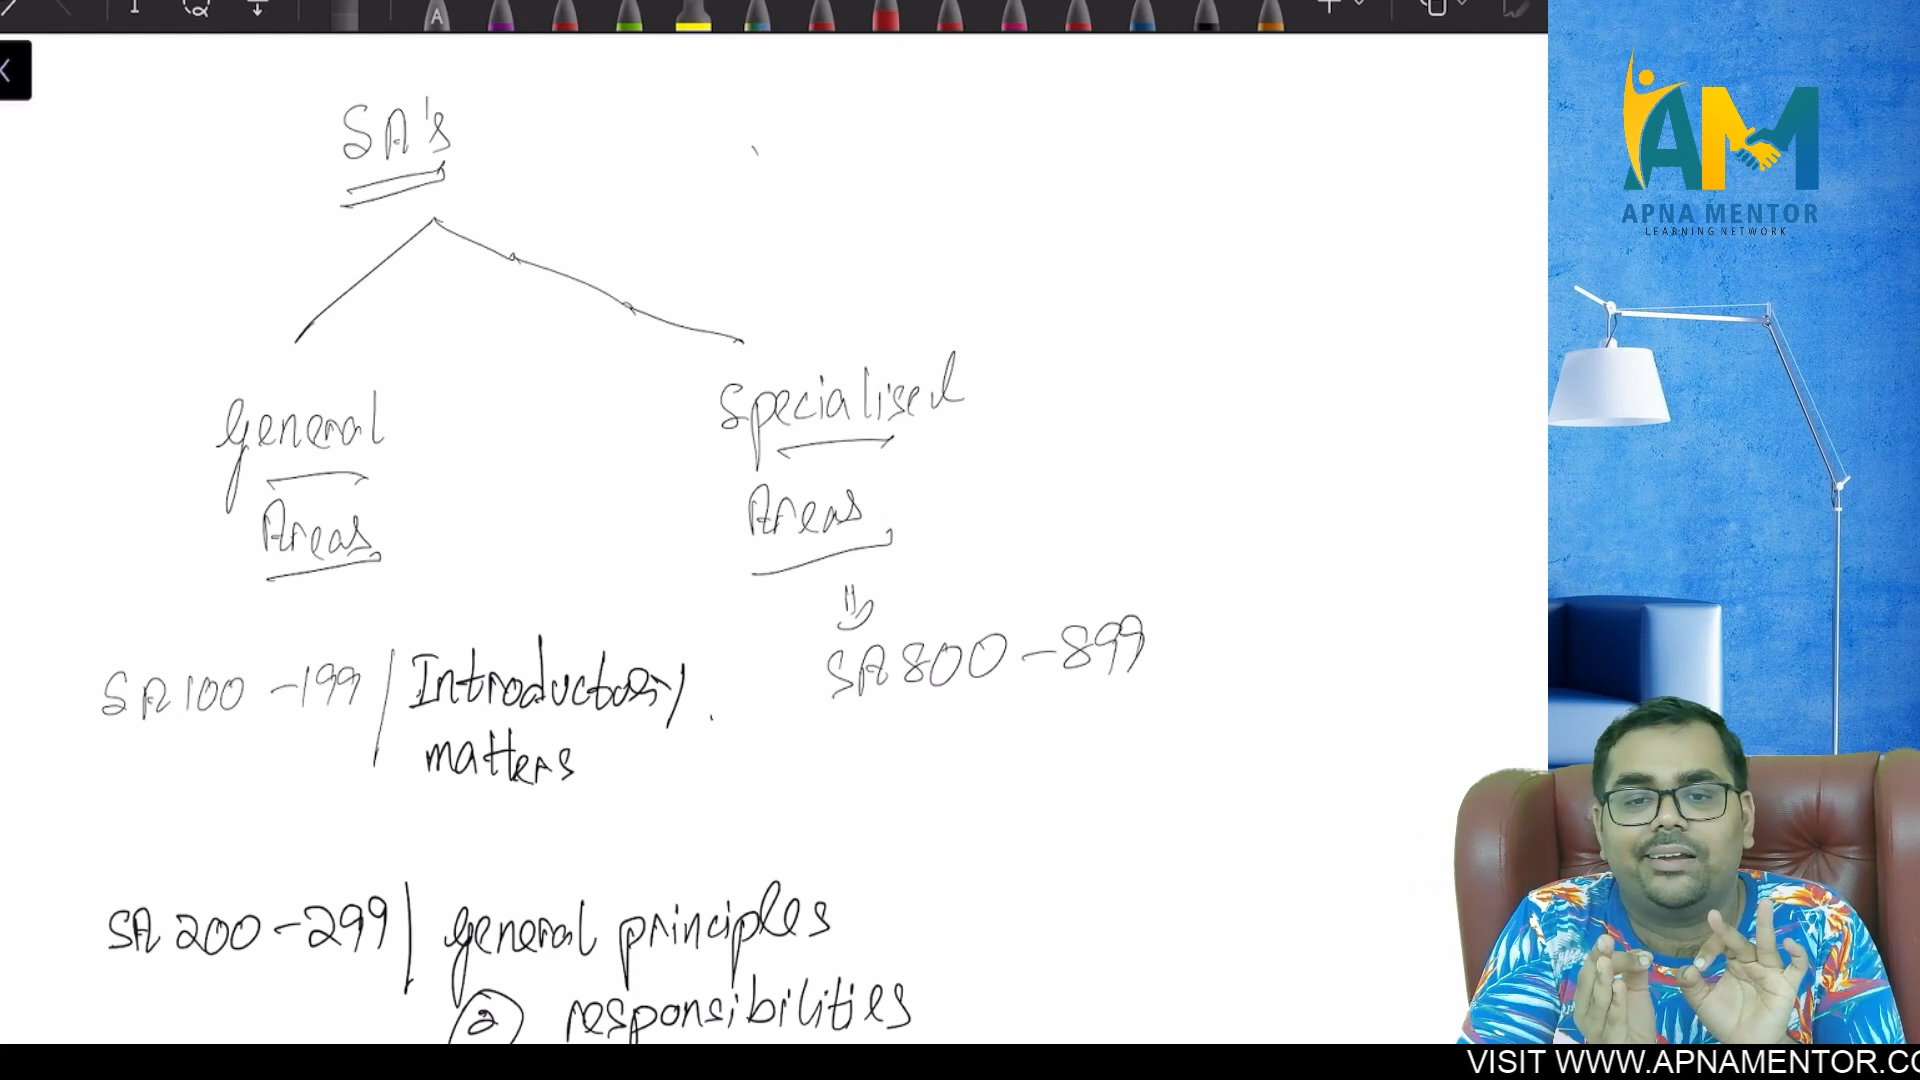 SA's
General
Areas
Specialised
Areas
SA 800 - 899
SA 100 - 199 / Introductory
matters
SA 200 - 299 | General principles
& responsibilities
A
AM
APNA MENTOR
LEARNING NETWORK
VISIT WWW.APNAMENTOR.CO